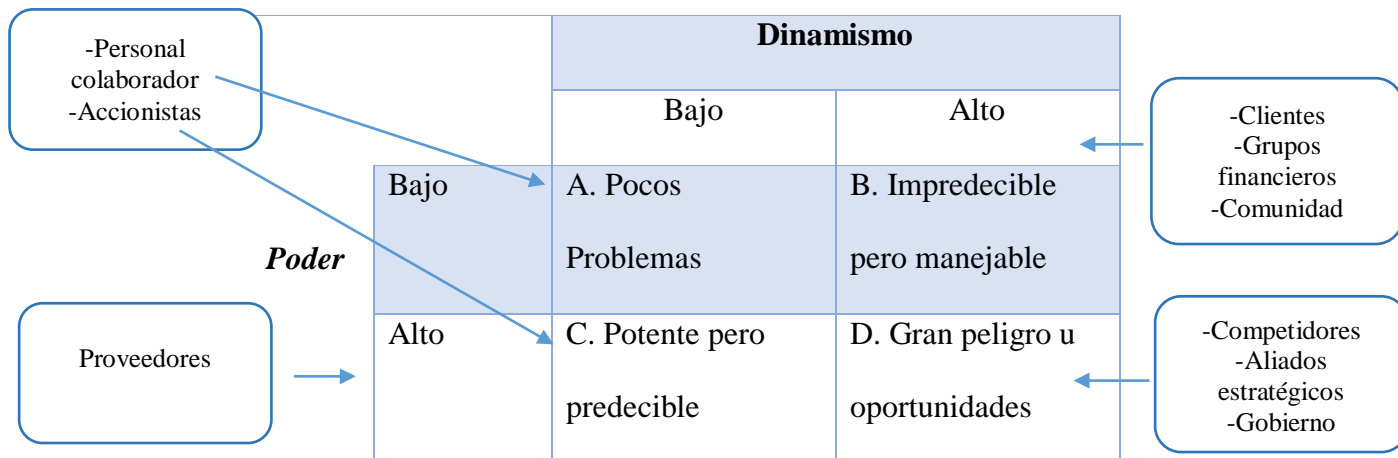 -Personal
colaborador
-Accionistas
Dinamismo
Bajo
Alto
-Clientes
-Grupos
financieros
-Comunidad
Poder
Bajo
A. Pocos
Problemas
B. Impredecible
pero manejable
Proveedores
Alto
C. Potente pero
predecible
D. Gran peligro u
oportunidades
-Competidores
-Aliados
estratégicos
-Gobierno